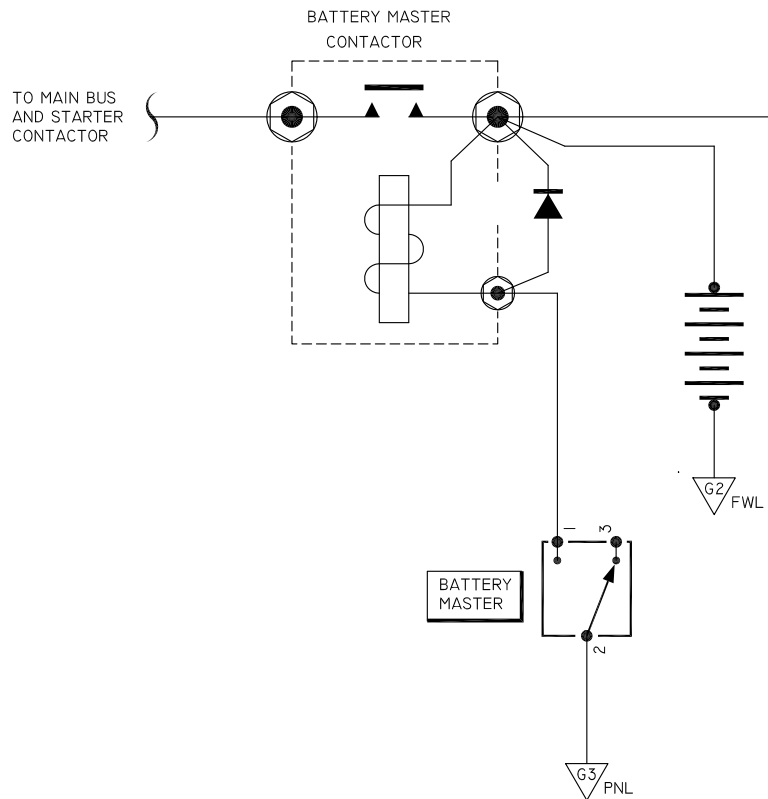 BATTERY MASTER
CONTACTOR
TO MAIN BUS
AND STARTER
CONTACTOR
G2
FWL
1
3
BATTERY
MASTER
2
G3
PNL